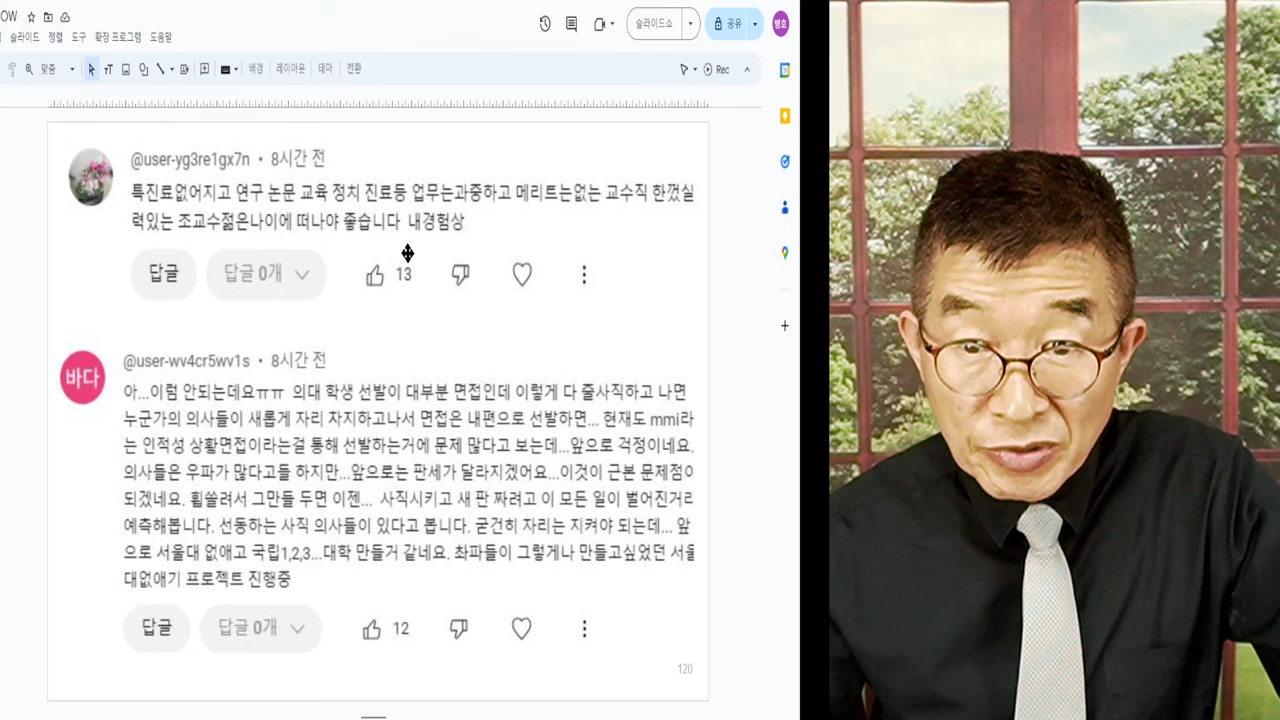 OW
슬라이드 정렬 도구 확장 프로그램 도움말
슬라이드쇼
공유
병호
맞춤
배경 레이아웃 테마 전환
Rec
@user-yg3re1gx7n • 8시간 전
특진료없어지고 연구 논문 교육 정치 진료등 업무는과중하고 메리트는없는 교수직 한껐실
력있는 조교수젊은나이에 떠나야 좋습니다 내경험상
답글 답글 0개 13
바다
@user-wv4cr5wv1s • 8시간 전
아...이럼 안되는데요ㅠㅠ 의대 학생 선발이 대부분 면접인데 이렇게 다 줄사직하고 나면
누군가의 의사들이 새롭게 자리 차지하고나서 면접은 내편으로 선발하면... 현재도 mmi라
는 인적성 상황면접이라는걸 통해 선발하는거에 문제 많다고 보는데...앞으로 걱정이네요.
의사들은 우파가 많다고들 하지만...앞으로는 판세가 달라지겠어요...이것이 근본 문제점이
되겠네요. 휩쓸려서 그만들 두면 이젠... 사직시키고 새 판 짜려고 이 모든 일이 벌어진거라
예측해봅니다. 선동하는 사직 의사들이 있다고 봅니다. 굳건히 자리는 지켜야 되는데... 앞
으로 서울대 없애고 국립1,2,3...대학 만들거 같네요. 촤파들이 그렇게나 만들고싶었던 서울
대없애기 프로젝트 진행중
답글 답글 0개 12
120